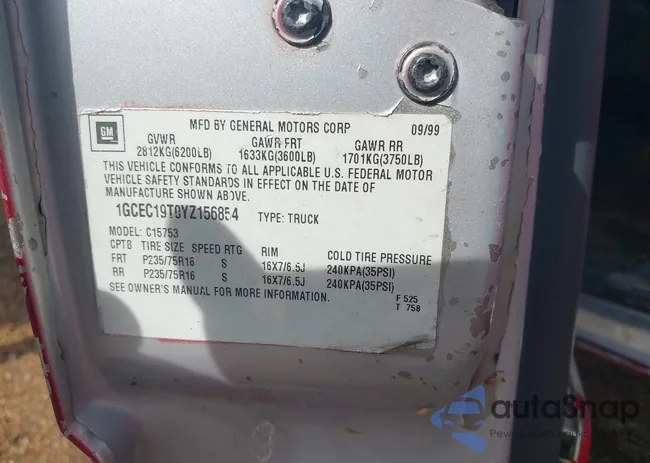 GM
MFD BY GENERAL MOTORS CORP 09/99
GVWR GAWR FRT GAWR RR
2812KG(6200LB) 1633KG(3600LB) 1701KG(3750LB)
THIS VEHICLE CONFORMS TO ALL APPLICABLE U.S. FEDERAL MOTOR
VEHICLE SAFETY STANDARDS IN EFFECT ON THE DATE OF
MANUFACTURE SHOWN ABOVE.
1GCEC19T8YZ156854 TYPE: TRUCK
MODEL: C15753
TIRE SIZE SPEED RTG RIM COLD TIRE PRESSURE
FRT P235/75R16 S 16X7/6.5J 240KPA(35PSI)
RR P235/75R16 S 16X7/6.5J 240KPA(35PSI)
SEE OWNER'S MANUAL FOR MORE INFORMATION.
F 525
T 758
autoSnap